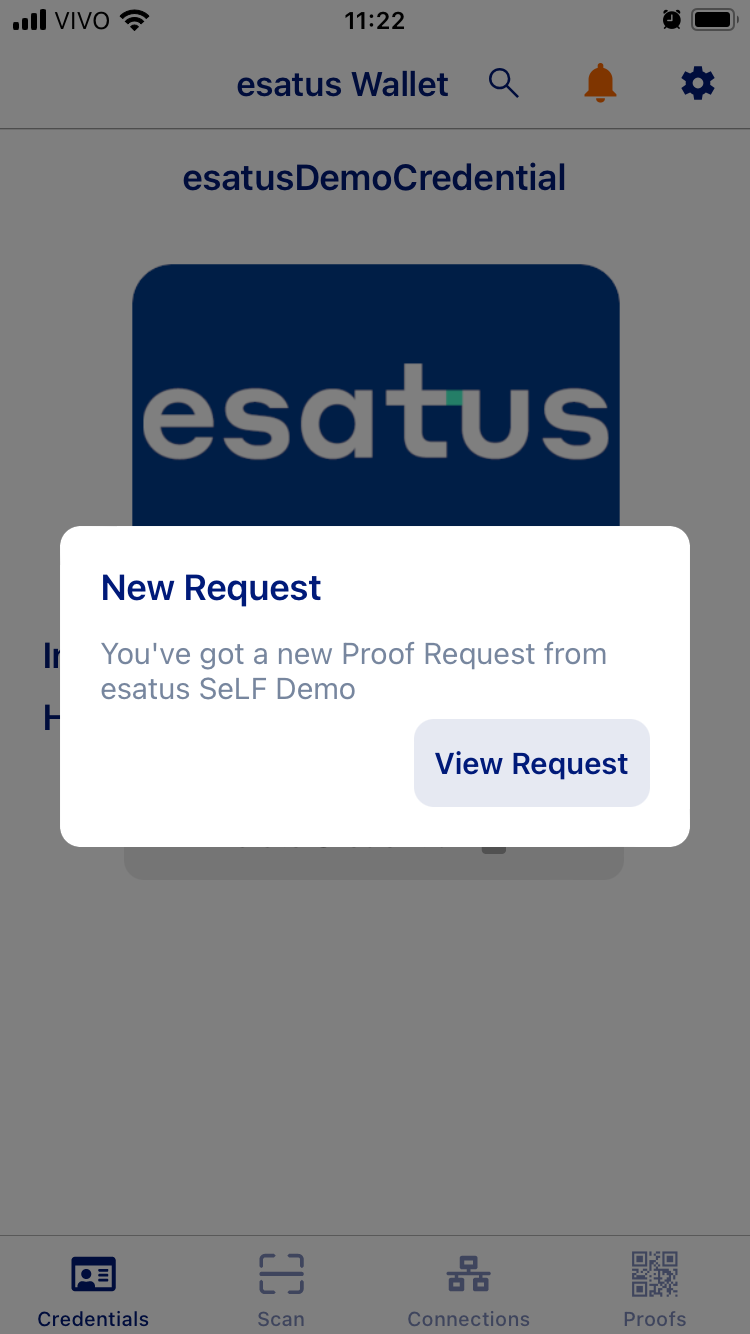 VIVO 11:22
esatus Wallet
esatusDemoCredential
esatus
New Request
You've got a new Proof Request from
esatus SeLF Demo
View Request
Credentials Scan Connections Proofs